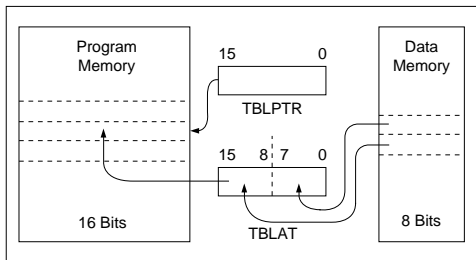 Program
Memory
16 Bits
15 0
TBLPTR
15 8 7 0
TBLAT
Data
Memory
8 Bits